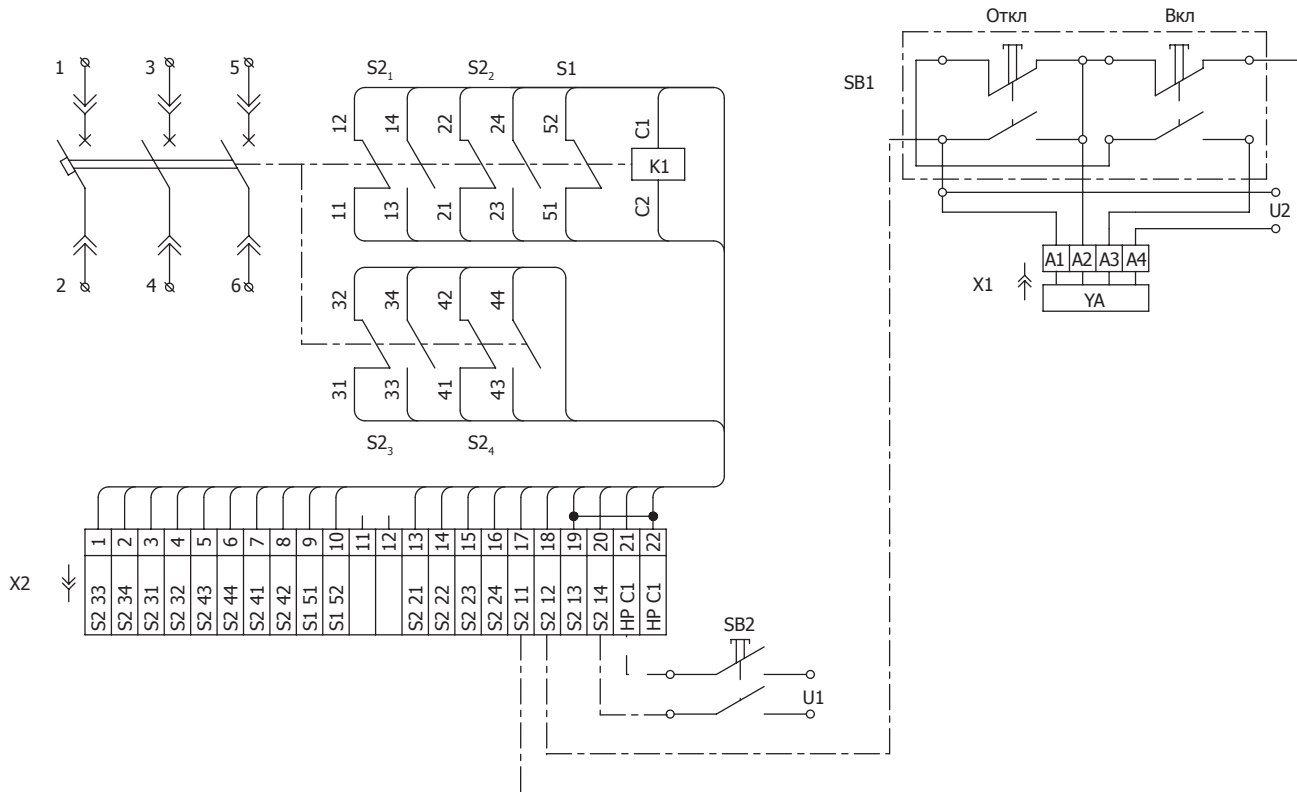 Откл Вкл
1 3 5
S2₁ S2₂ S1
SB1
12 14 22 24 52 C1
K1
11 13 21 23 51 C2
U2
A1 A2 A3 A4
X1
YA
2 4 6
32 34 42 44
31 33 41 43
S2₃ S2₄
1 2 3 4 5 6 7 8 9 10 11 12 13 14 15 16 17 18 19 20 21 22
X2
S2 33 S2 34 S2 31 S2 32 S2 43 S2 44 S2 41 S2 42 S1 51 S1 52 S2 21 S2 22 S2 23 S2 24 S2 11 S2 12 S2 13 S2 14 HP C1 HP C1
SB2
U1